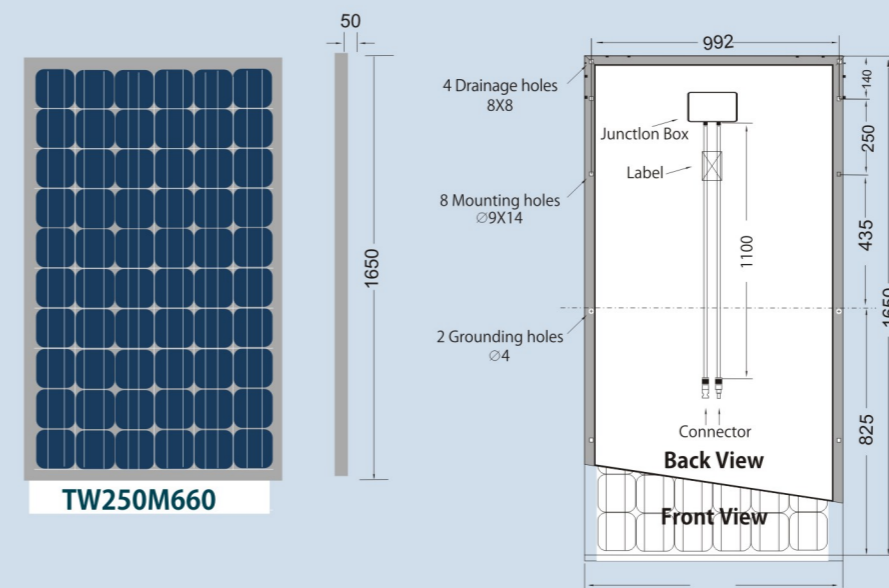 50
1650
TW250M660
992
4 Drainage holes
8X8
140
Junctlon Box
250
Label
8 Mounting holes
∅9X14
435
1100
2 Grounding holes
∅4
825
Connector
Back View
Front View